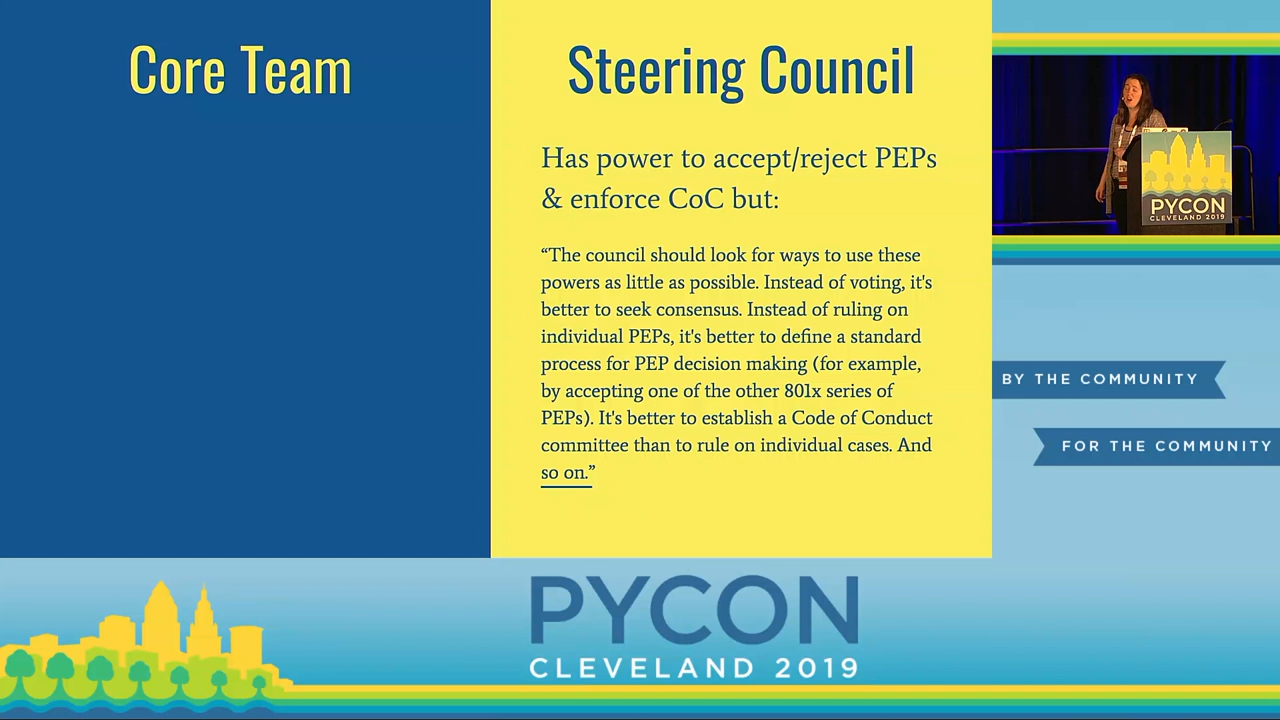 Core Team
Steering Council
Has power to accept/reject PEPs
& enforce CoC but:
“The council should look for ways to use these
powers as little as possible. Instead of voting, it's
better to seek consensus. Instead of ruling on
individual PEPs, it's better to define a standard
process for PEP decision making (for example,
by accepting one of the other 801x series of
PEPs). It's better to establish a Code of Conduct
committee than to rule on individual cases. And
so on.”
PYCON
CLEVELAND 2019
BY THE COMMUNITY
FOR THE COMMUNITY
PYCON
CLEVELAND 2019